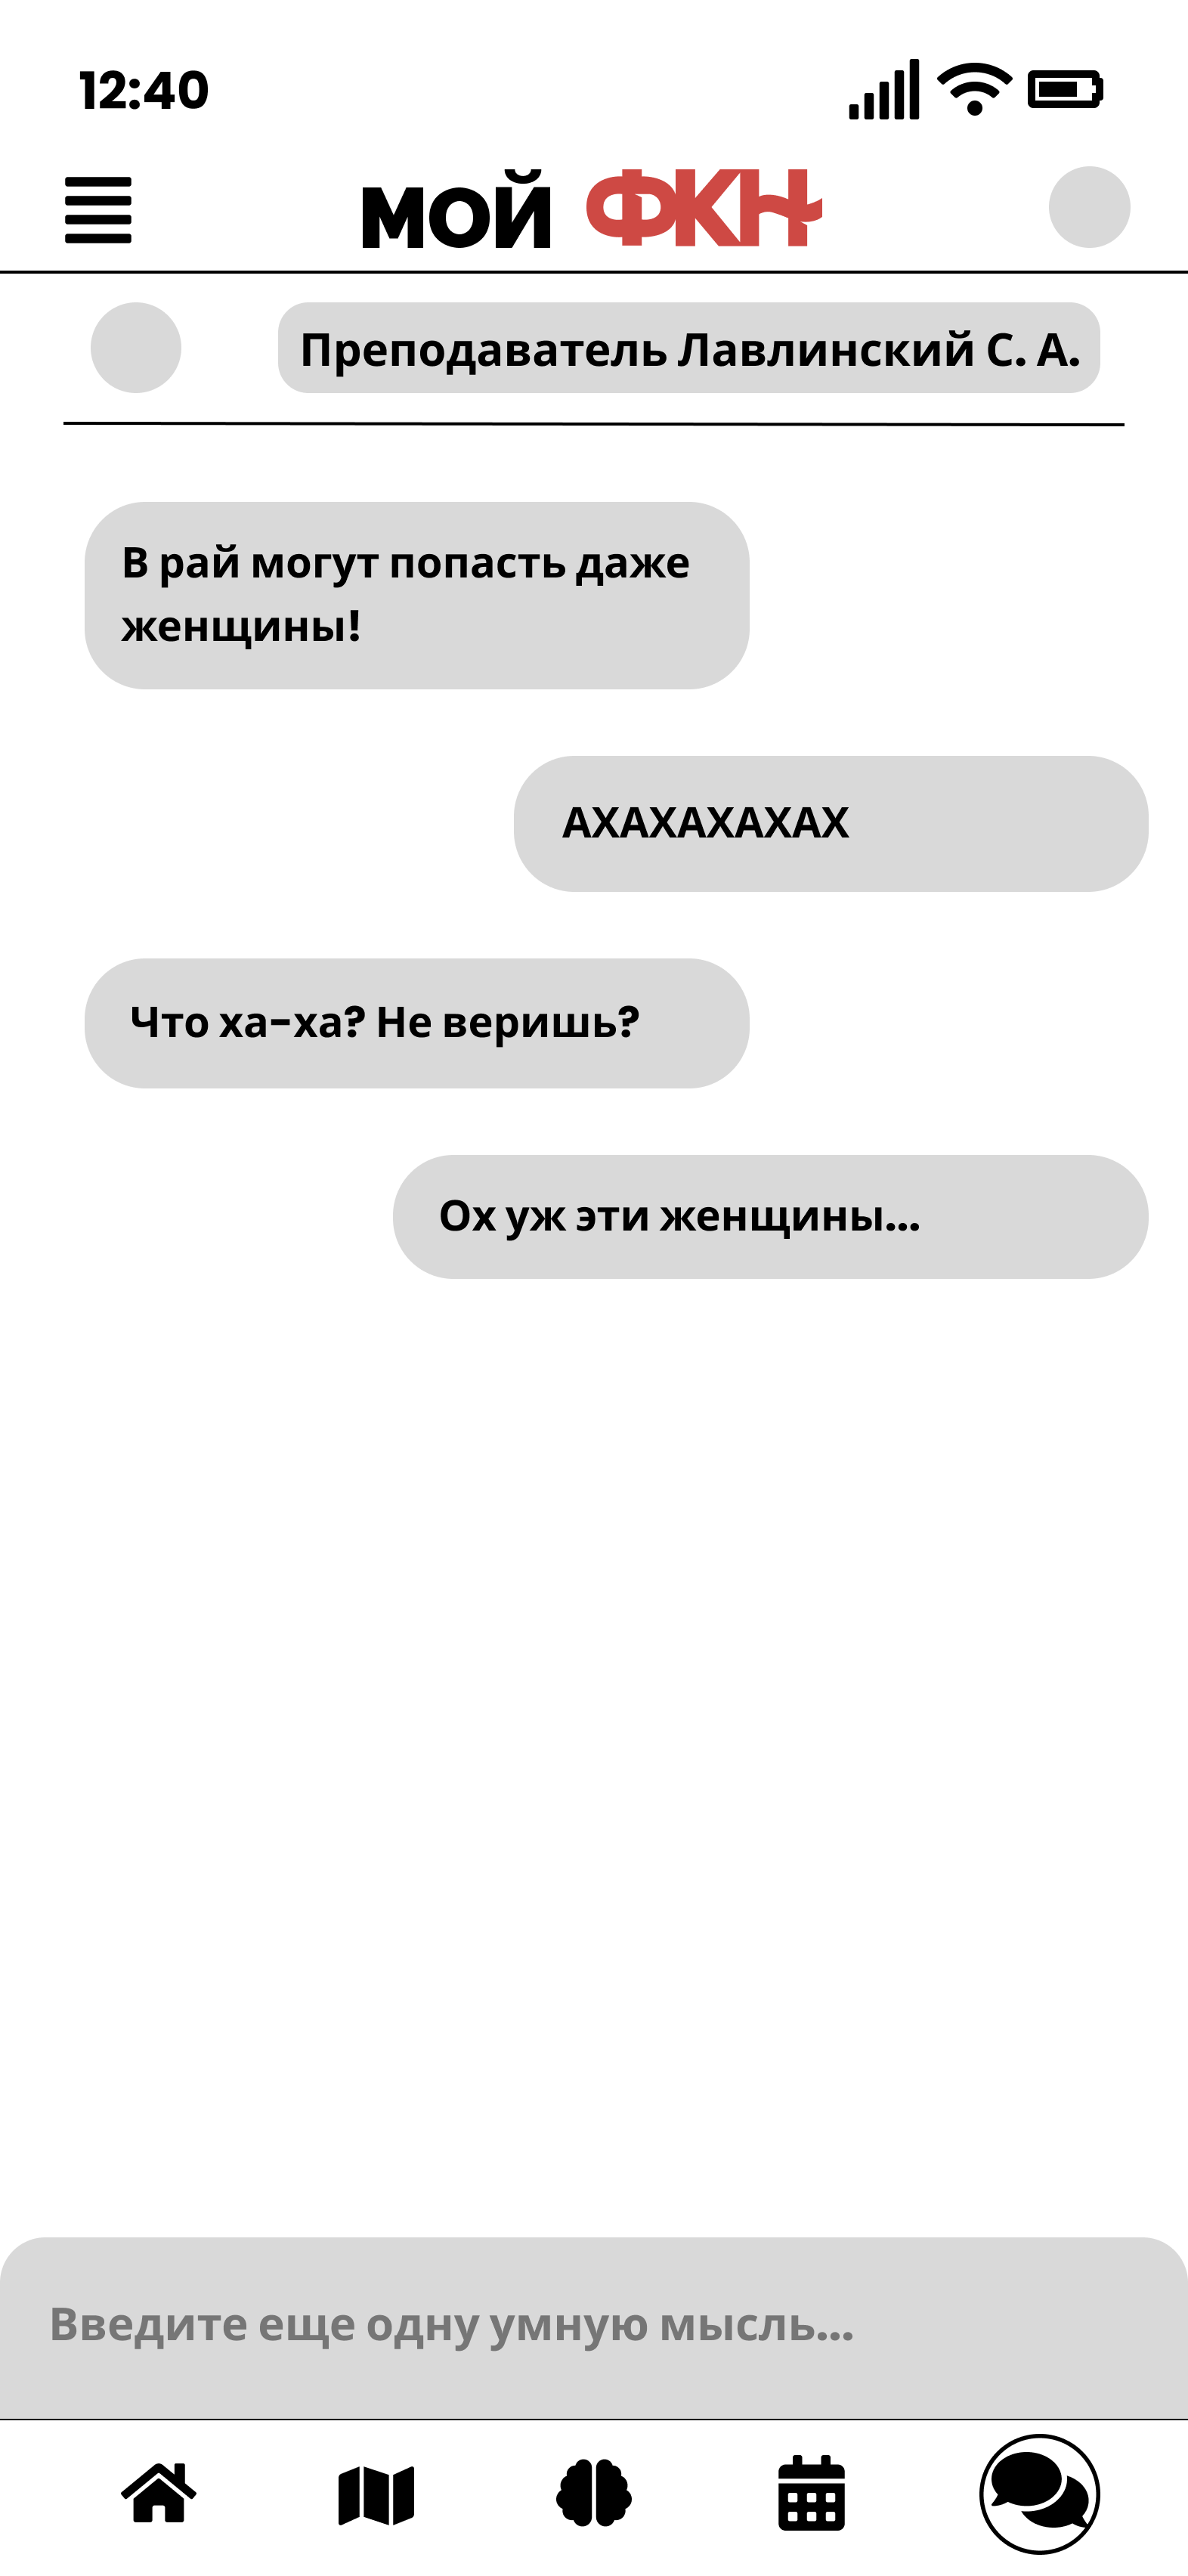 12:40
мой ФКН
Преподаватель Лавлинский С. А.
В рай могут попасть даже
женщины!
АХАХАХАХАХ
Что ха-ха? Не веришь?
Ох уж эти женщины...
Введите еще одну умную мысль...